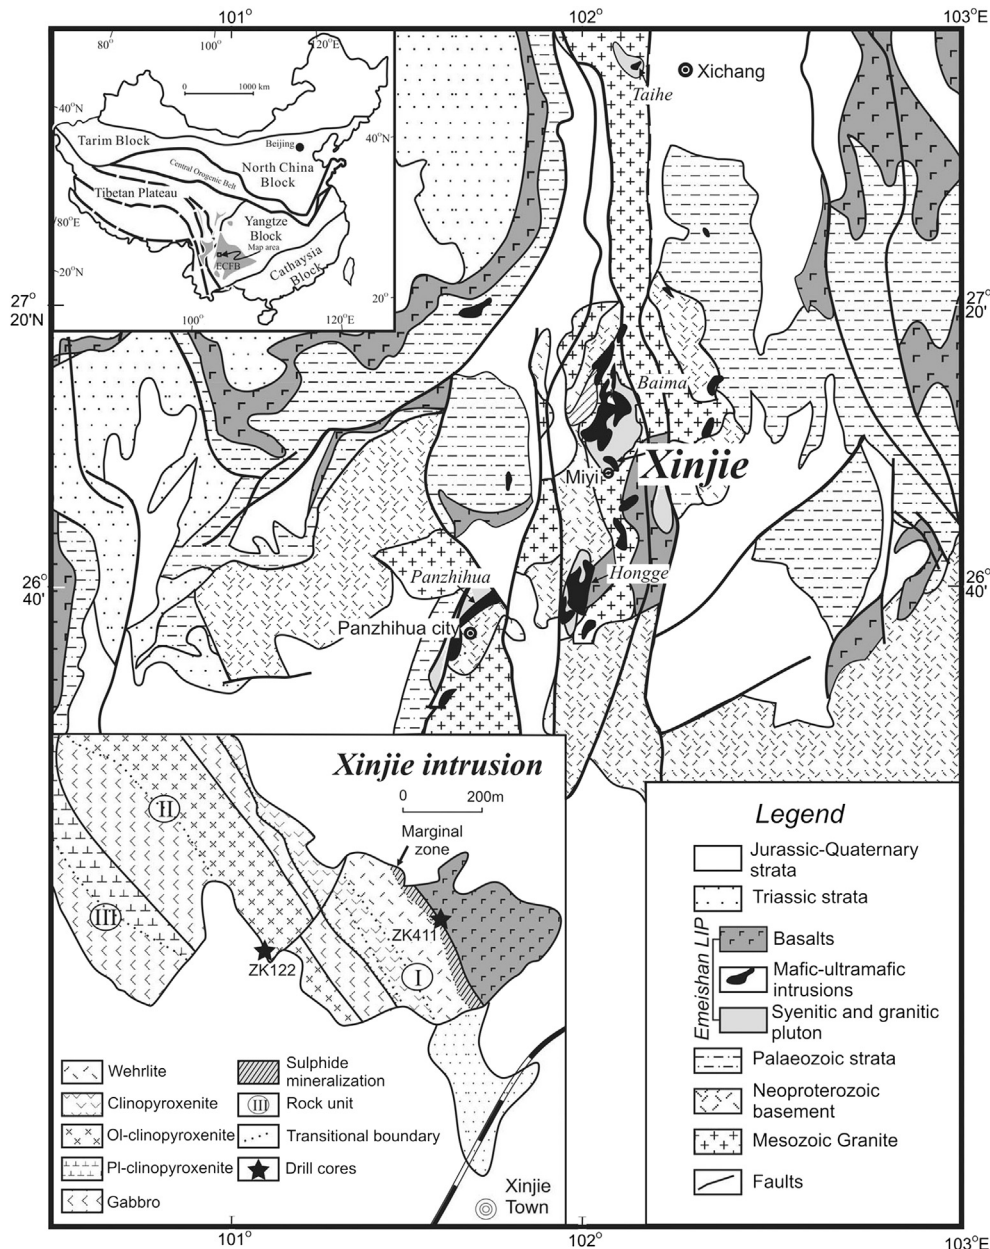 101°
102°
103°E
80°
100°
120°E
0
1000 km
40°N
40°N
Beijing
Tarim Block
Central Orogenic Belt
North China
Block
Tibetan Plateau
80°E
Yangtze
Block
Map area
ECFB
Cathaysia
Block
20°N
20°
100°
120°E
Xichang
Taihe
27°
20'N
27°
20'
Baima
Xinjie
Miyi
Hongge
Panzhihua
Panzhihua city
26°
40'
26°
40'
Xinjie intrusion
0
200m
Marginal
zone
II
III
I
ZK411
ZK122
Wehrlite
Clinopyroxenite
Ol-clinopyroxenite
Pl-clinopyroxenite
Gabbro
Sulphide
mineralization
III
Rock unit
Transitional boundary
Drill cores
Xinjie
Town
Legend
Jurassic-Quaternary
strata
Triassic strata
Emeishan LIP
Basalts
Mafic-ultramafic
intrusions
Syenitic and granitic
pluton
Palaeozoic strata
Neoproterozoic
basement
Mesozoic Granite
Faults
101°
102°
103°E